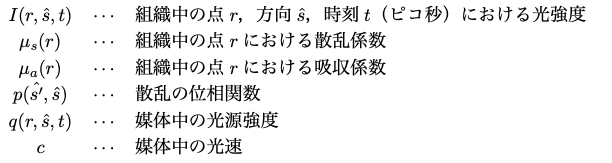 I(r, ŝ, t) ⋯ 組織中の点 r，方向 ŝ，時刻 t（ピコ秒）における光強度
μₛ(r) ⋯ 組織中の点 r における散乱係数
μₐ(r) ⋯ 組織中の点 r における吸収係数
p(ŝ′, ŝ) ⋯ 散乱の位相関数
q(r, ŝ, t) ⋯ 媒体中の光源強度
c ⋯ 媒体中の光速